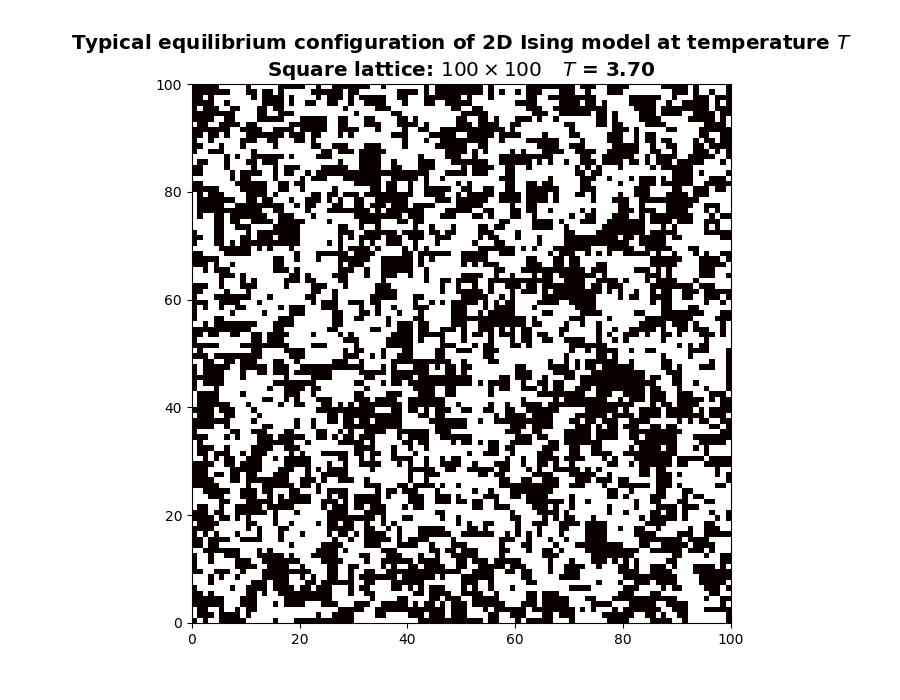 Typical equilibrium configuration of 2D Ising model at temperature T
Square lattice: 100 × 100 T = 3.70
100
80
60
40
20
0
0 20 40 60 80 100